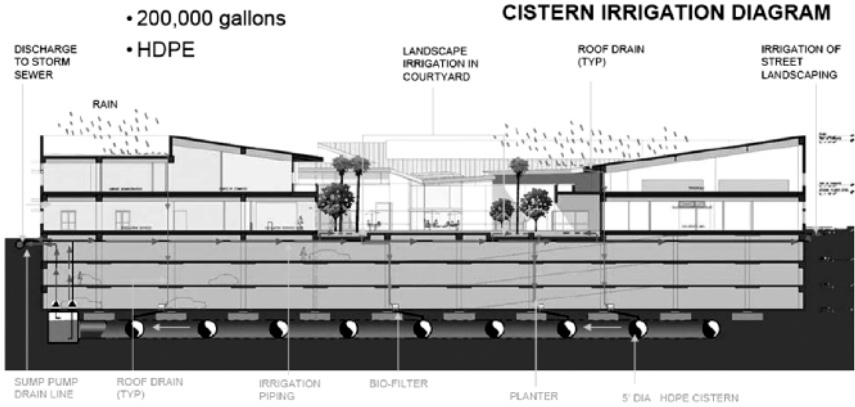 • 200,000 gallons
• HDPE
CISTERN IRRIGATION DIAGRAM
DISCHARGE
TO STORM
SEWER
RAIN
LANDSCAPE
IRRIGATION IN
COURTYARD
ROOF DRAIN
(TYP)
IRRIGATION OF
STREET
LANDSCAPING
SUMP PUMP
DRAIN LINE
ROOF DRAIN
(TYP)
IRRIGATION
PIPING
BIO-FILTER
PLANTER
5' DIA HDPE CISTERN